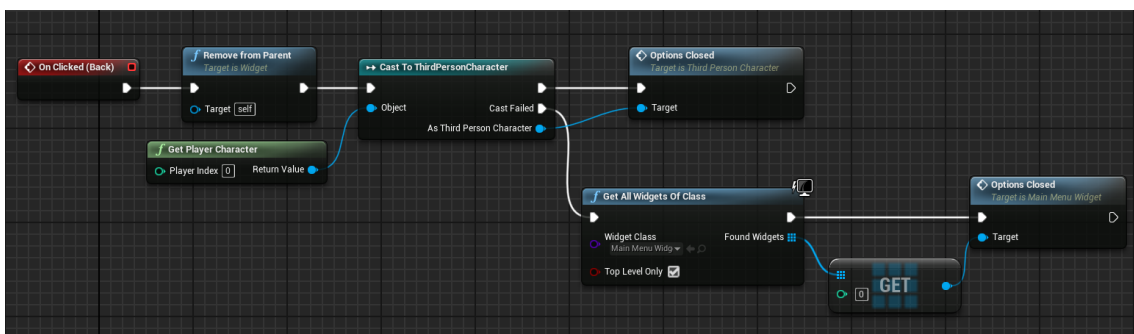 On Clicked (Back)
Remove from Parent
Target is Widget
Target self
Get Player Character
Player Index 0 Return Value
Cast To ThirdPersonCharacter
Object Cast Failed
As Third Person Character
Options Closed
Target is Third Person Character
Target
Get All Widgets Of Class
Widget Class Found Widgets
Main Menu Widg
Top Level Only
GET
0
Options Closed
Target is Main Menu Widget
Target